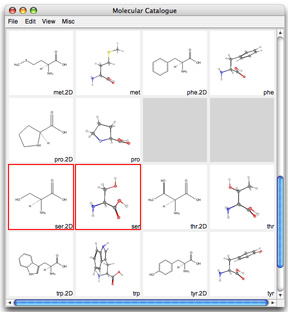 Molecular Catalogue
File Edit View Misc
met.2D met phe.2D phe
pro.2D pro
ser.2D ser thr.2D thr
trp.2D trp tyr.2D tyr